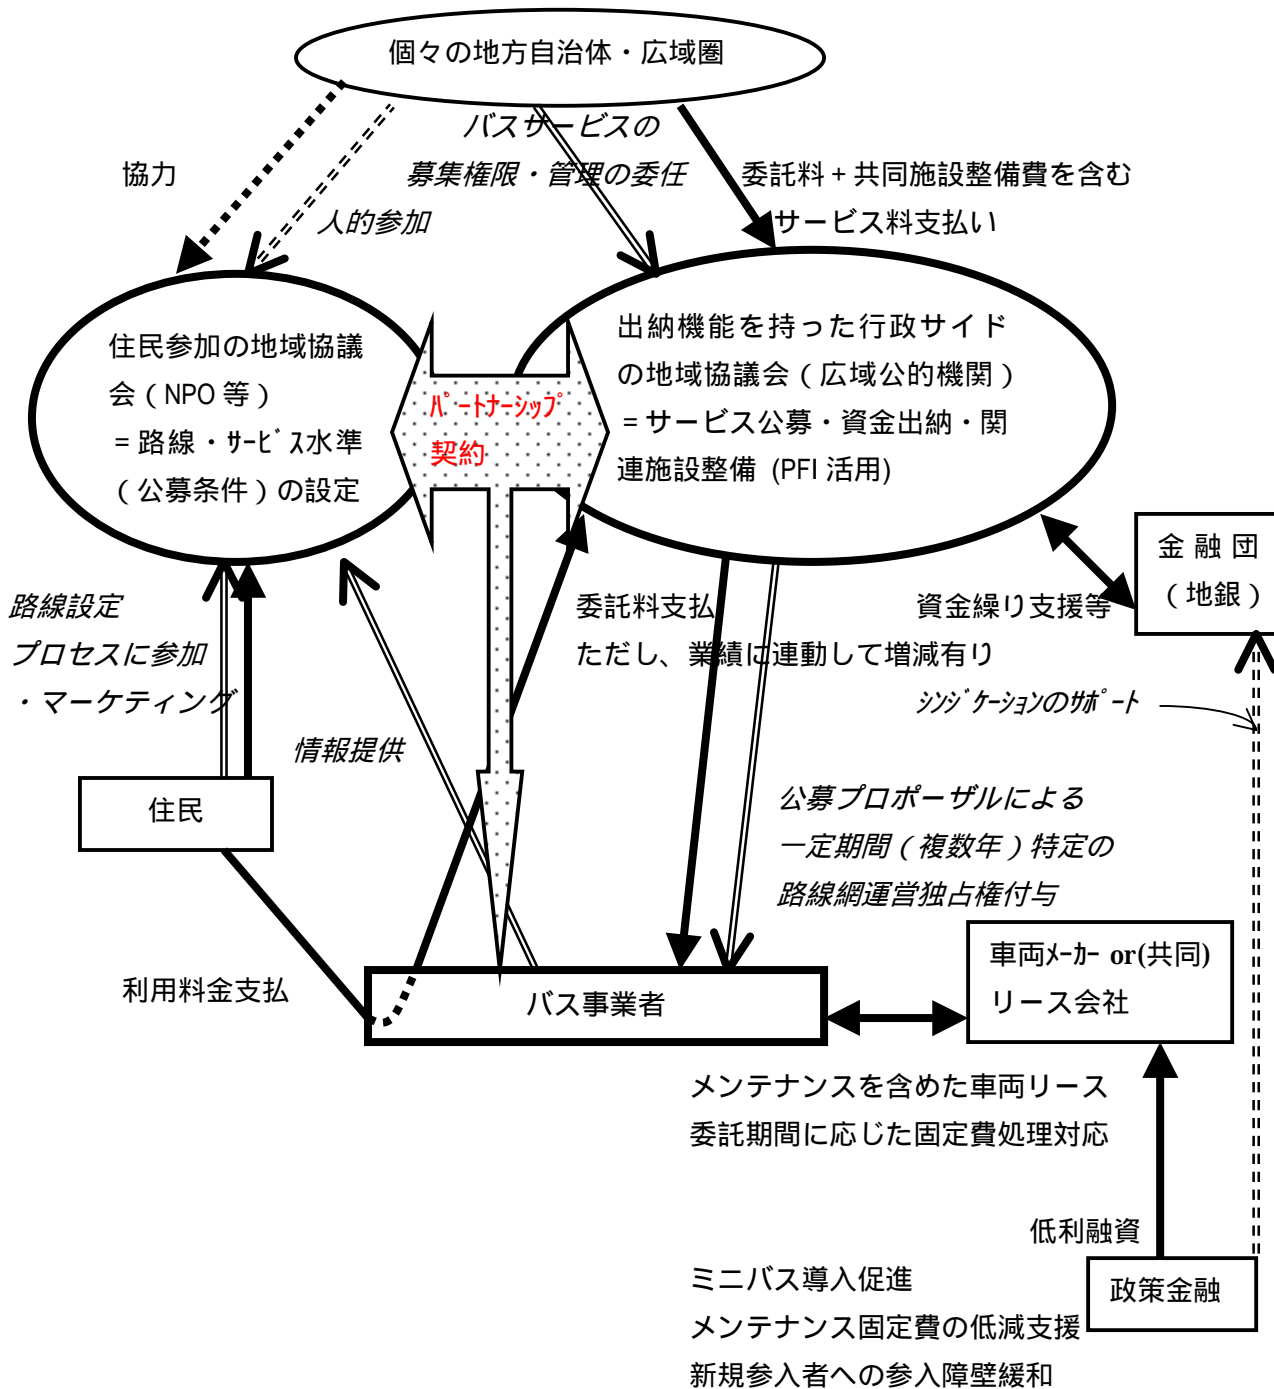 個々の地方自治体・広域圏
バスサービスの
募集権限・管理の委任
協力
人的参加
委託料+共同施設整備費を含む
サービス料支払い
住民参加の地域協議
会(NPO 等)
=路線・ｻｰﾋﾞｽ水準
(公募条件)の設定
ﾊﾟｰﾄﾅｰｼｯﾌﾟ
契約
出納機能を持った行政サイド
の地域協議会(広域公的機関)
=サービス公募・資金出納・関
連施設整備 (PFI 活用)
金融団
(地銀)
路線設定
プロセスに参加
・マーケティング
委託料支払
ただし、業績に連動して増減有り
資金繰り支援等
ｼﾝｼﾞｹｰｼｮﾝのｻﾎﾟｰﾄ
情報提供
住民
公募プロポーザルによる
一定期間(複数年)特定の
路線網運営独占権付与
利用料金支払
バス事業者
車両ﾒｰｶｰ or(共同)
リース会社
メンテナンスを含めた車両リース
委託期間に応じた固定費処理対応
低利融資
政策金融
ミニバス導入促進
メンテナンス固定費の低減支援
新規参入者への参入障壁緩和